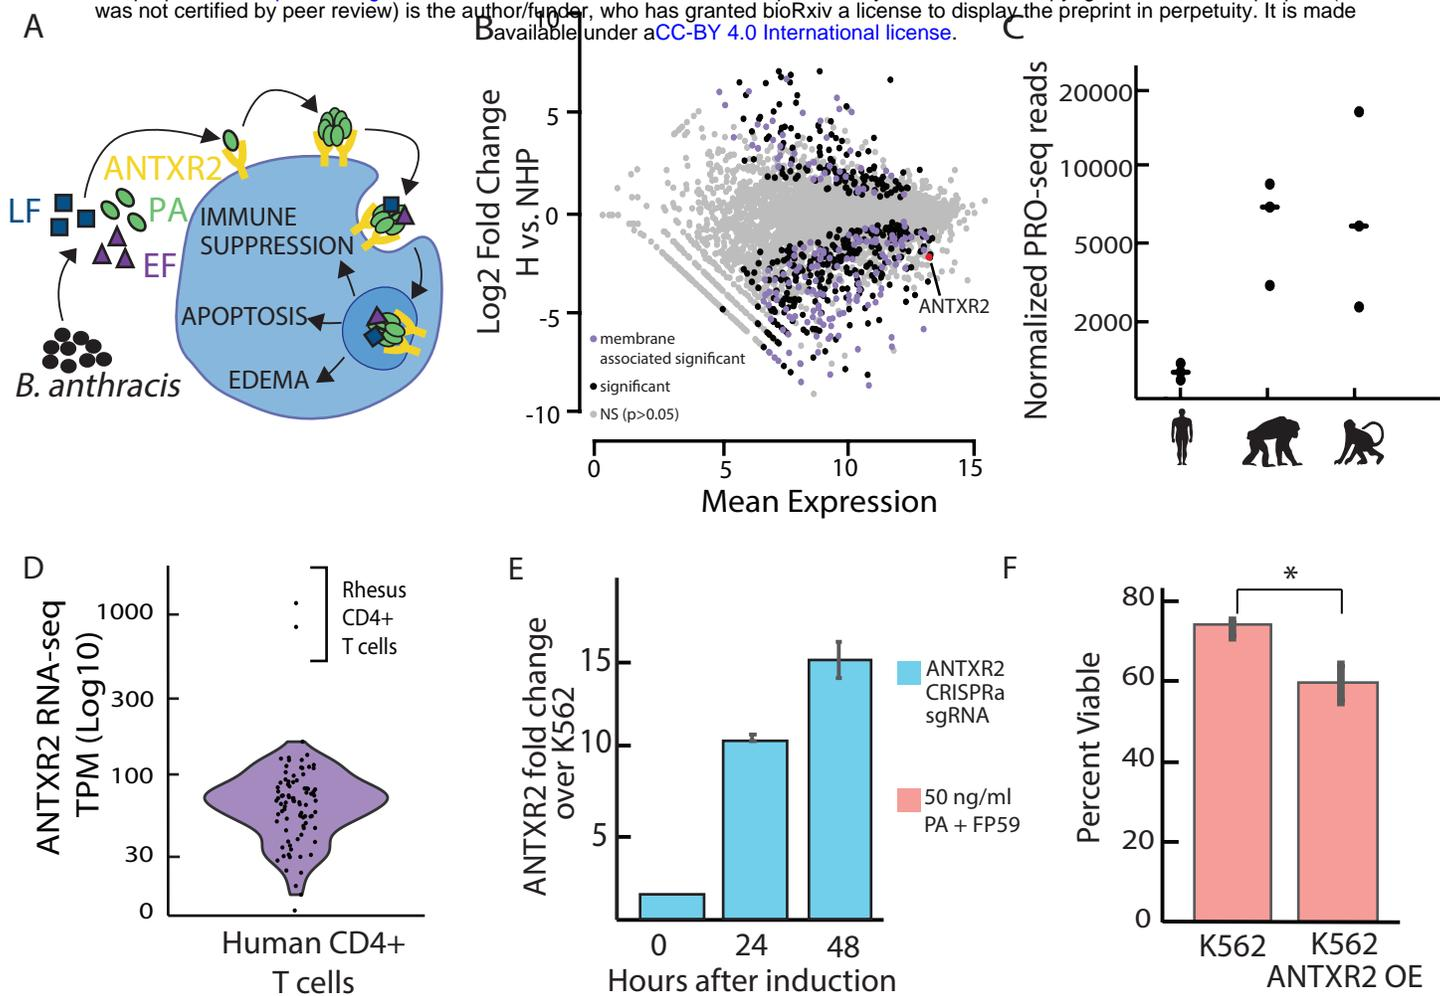 was not certified by peer review) is the author/funder, who has granted bioRxiv a license to display the preprint in perpetuity. It is made
available under aCC-BY 4.0 International license.
A
ANTXR2
LF
PA
EF
IMMUNE
SUPPRESSION
APOPTOSIS
EDEMA
B. anthracis
B
Log2 Fold Change
H vs. NHP
10
5
0
-5
-10
ANTXR2
membrane
associated significant
significant
NS (p>0.05)
0 5 10 15
Mean Expression
C
Normalized PRO-seq reads
20000
10000
5000
2000
D
ANTXR2 RNA-seq
TPM (Log10)
1000
300
100
30
0
Rhesus
CD4+
T cells
Human CD4+
T cells
E
ANTXR2 fold change
over K562
15
10
5
0 24 48
Hours after induction
ANTXR2
CRISPRa
sgRNA
50 ng/ml
PA + FP59
F
Percent Viable
80
60
40
20
0
*
K562
K562
ANTXR2 OE